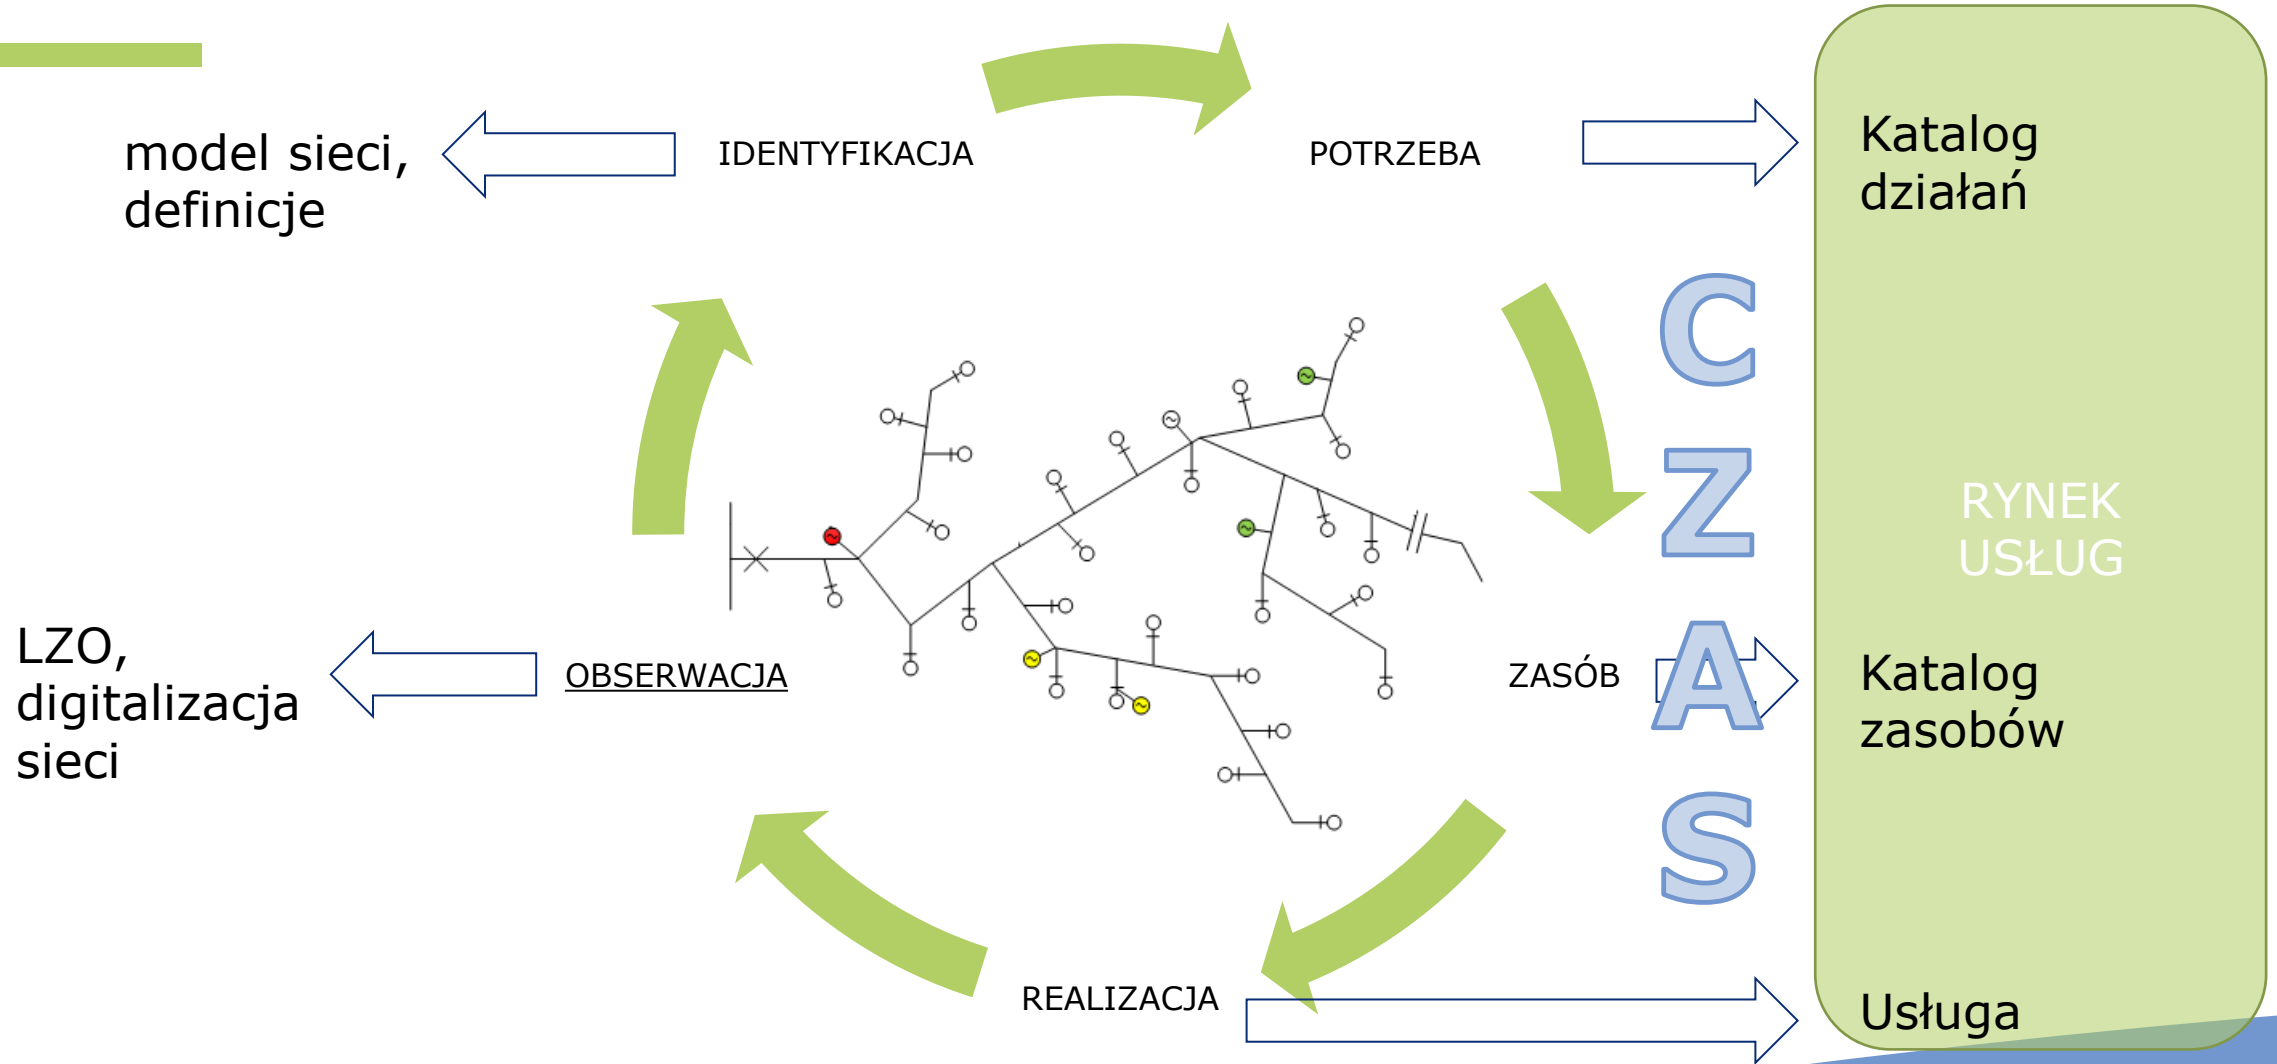 model sieci,
definicje
IDENTYFIKACJA
POTRZEBA
Katalog
działań
C
Z
A
S
RYNEK
USŁUG
LZO,
digitalizacja
sieci
OBSERWACJA
ZASÓB
Katalog
zasobów
REALIZACJA
Usługa